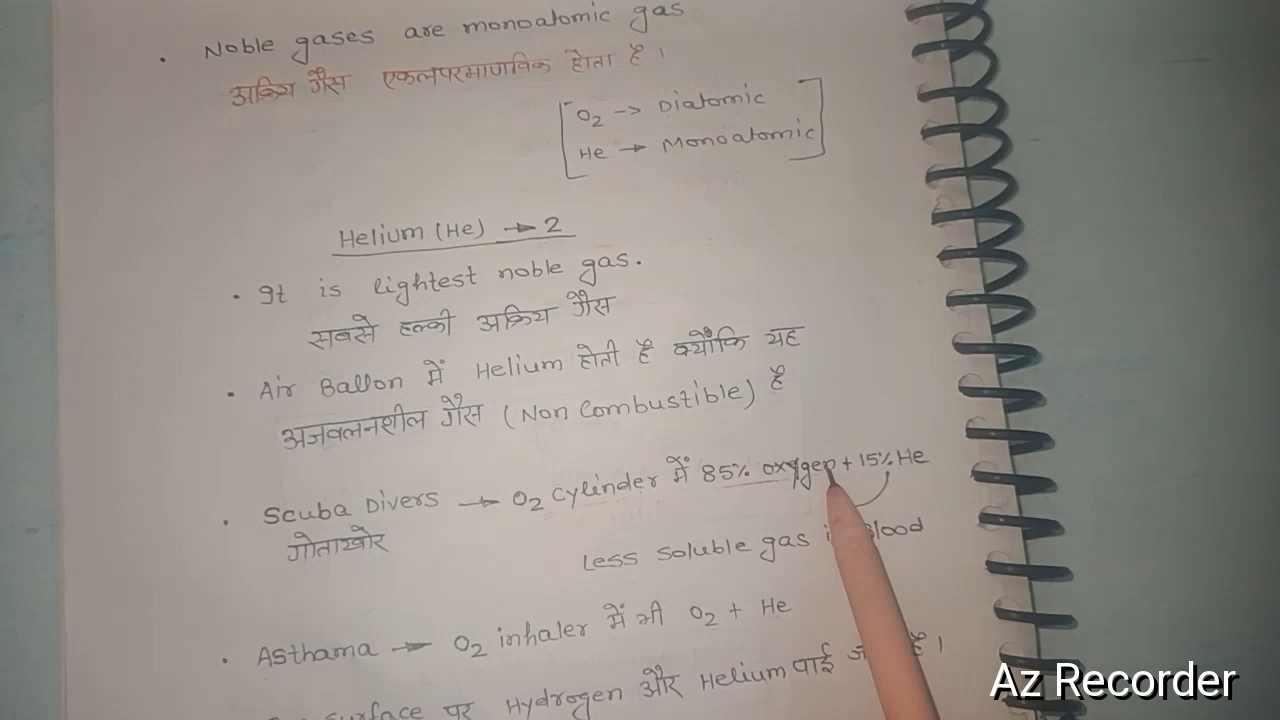 Noble gases are monoatomic gas
अक्रिय गैस एकलपरमाणविक होता है।
O2 -> Diatomic
He → Monoatomic
Helium (He) → 2
It is lightest noble gas.
सबसे हल्की अक्रिय गैस
Air Ballon में Helium होती है क्योंकि यह
अजवलनशील गैस (Non Combustible) है
Scuba Divers → O2 Cylinder में 85% oxygen + 15% He
गोताखोर
Less soluble gas Blood
Asthama → O2 inhaler में भी O2 + He
surface पर Hydrogen और Helium पाई है।
Az Recorder